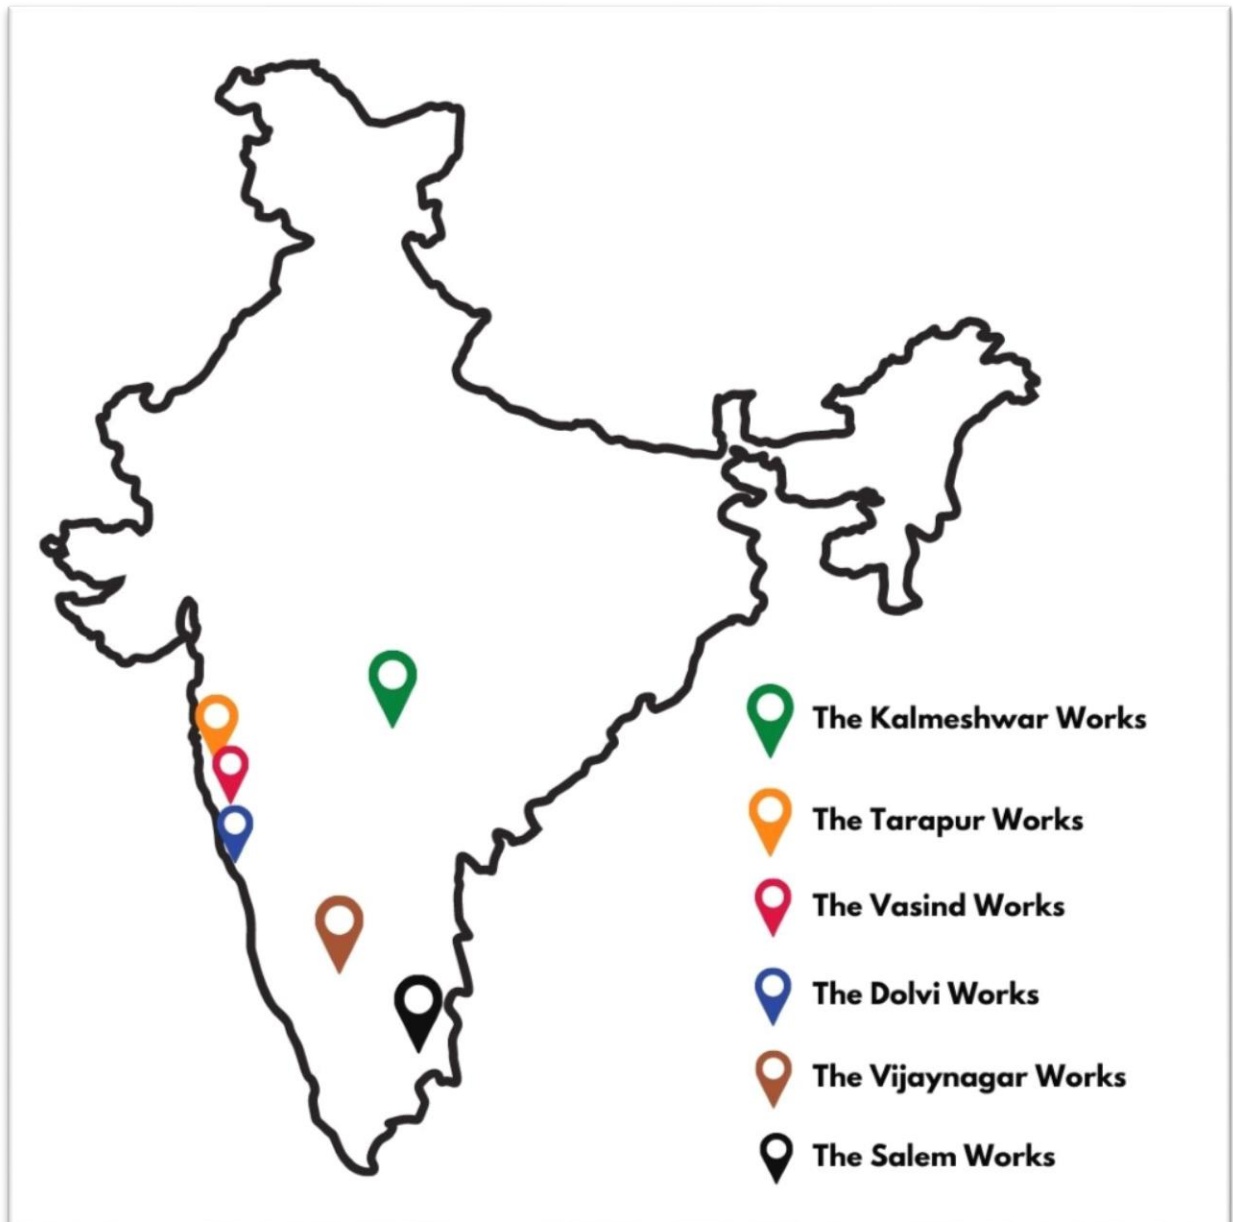 The Kalmeshwar Works
The Tarapur Works
The Vasind Works
The Dolvi Works
The Vijaynagar Works
The Salem Works